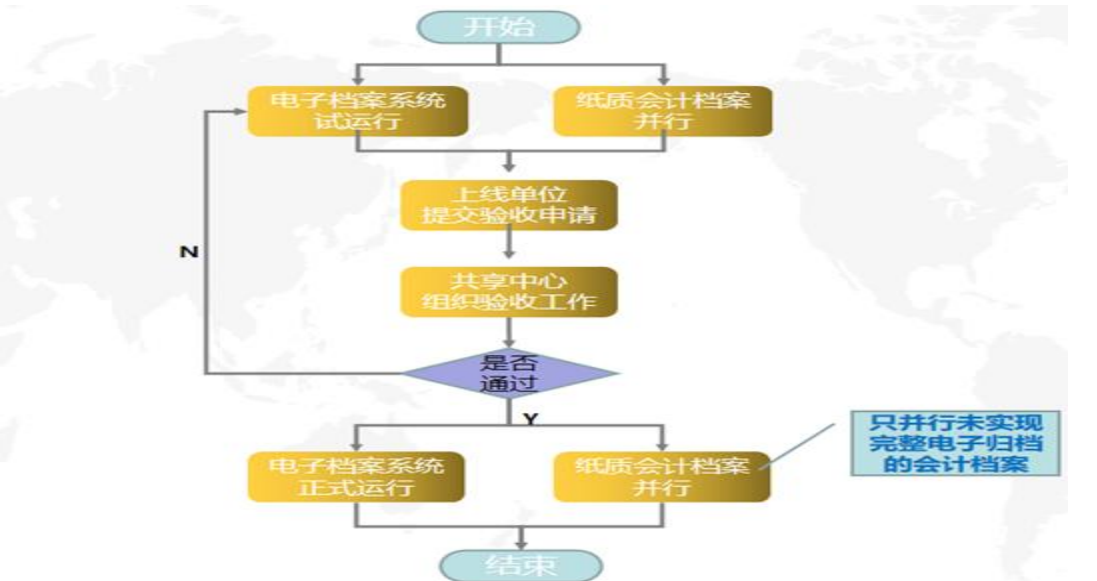 开始
电子档案系统
试运行
纸质会计档案
并行
上线单位
提交验收申请
N
共享中心
组织验收工作
是否
通过
Y
只并行未实现
完整电子归档
的会计档案
电子档案系统
正式运行
纸质会计档案
并行
结束